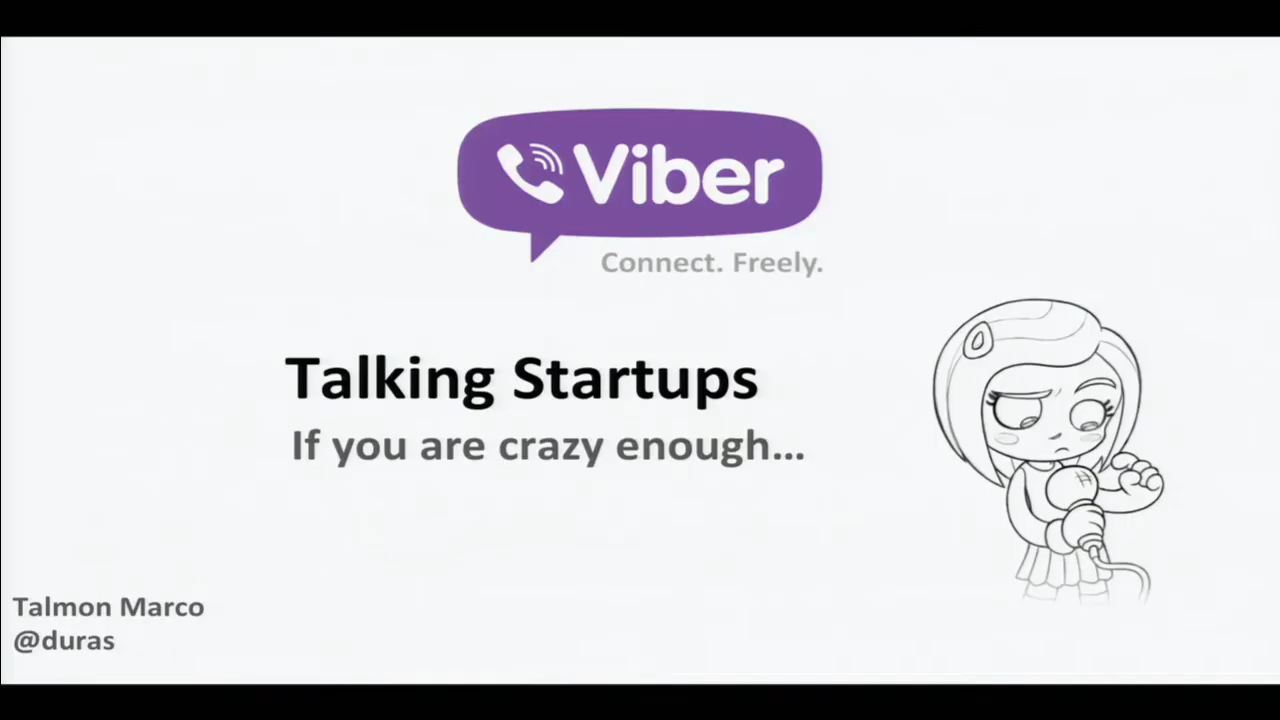 Viber
Connect. Freely.
Talking Startups
If you are crazy enough...
Talmon Marco
@duras